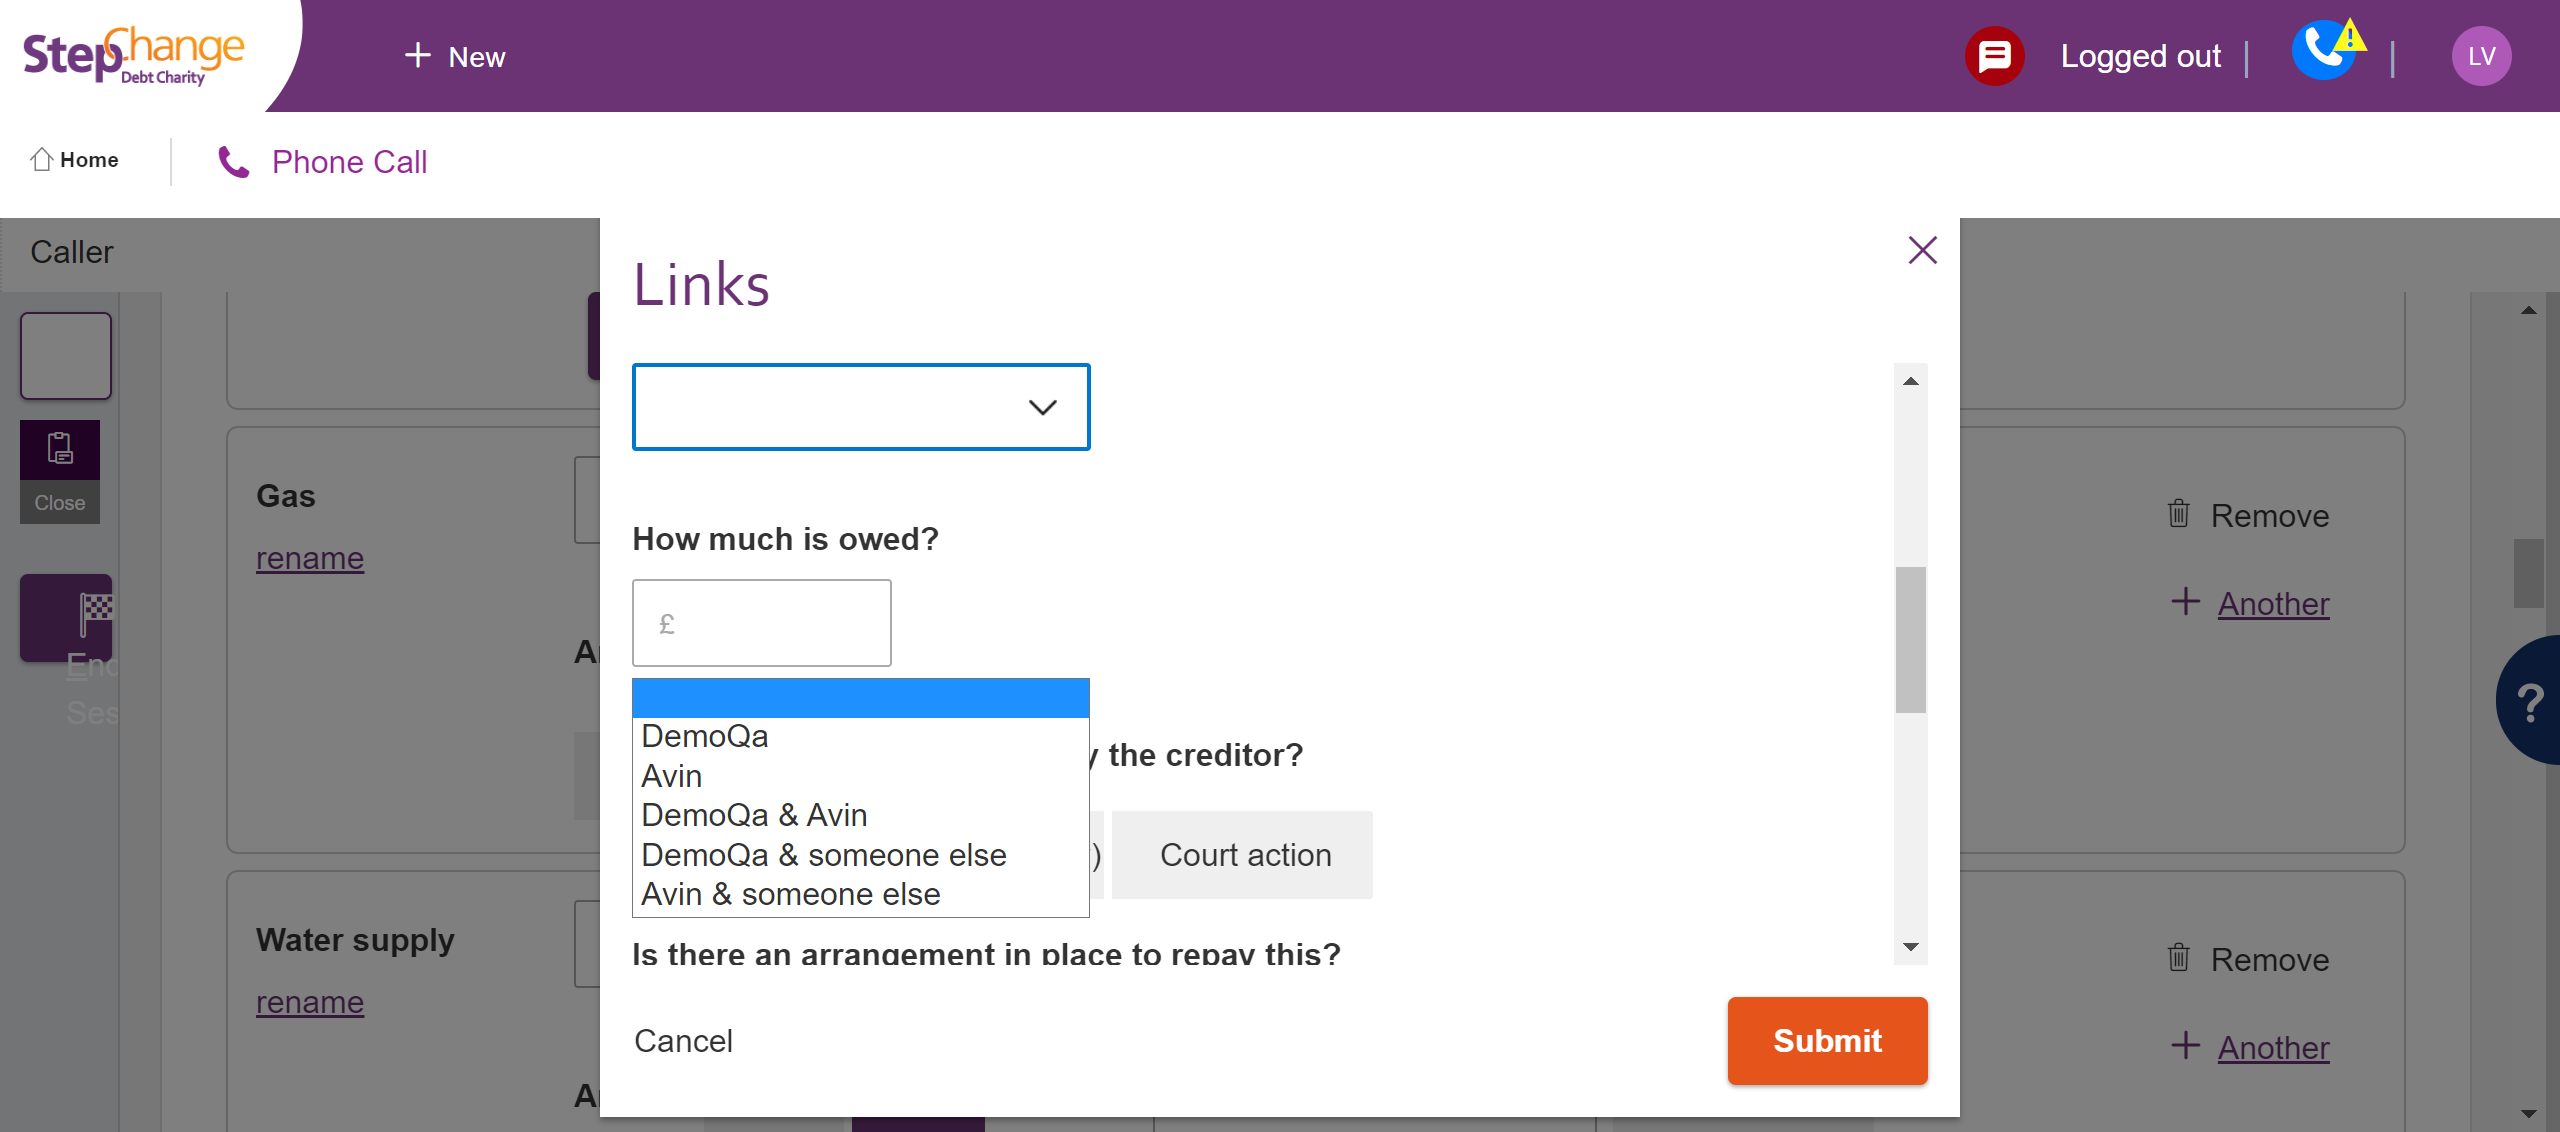 StepChange
Debt Charity
+ New
Logged out
LV
Home
Phone Call
Caller
Links
Close
Gas
rename
How much is owed?
£
Remove
+ Another
DemoQa
Avin
DemoQa & Avin
DemoQa & someone else
Avin & someone else
the creditor?
)
Court action
?
Water supply
rename
Is there an arrangement in place to repay this?
Remove
+ Another
Cancel
Submit